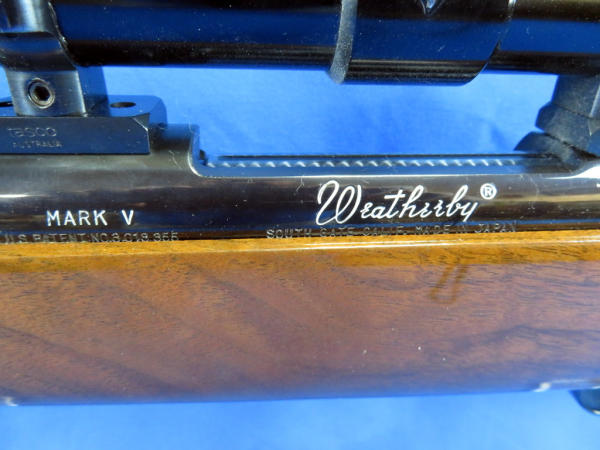 tasco
AUSTRALIA
Weatherby®
MARK V
U.S. PATENT NO. 3,013,355
SOUTH GATE CALIF. MADE IN JAPAN